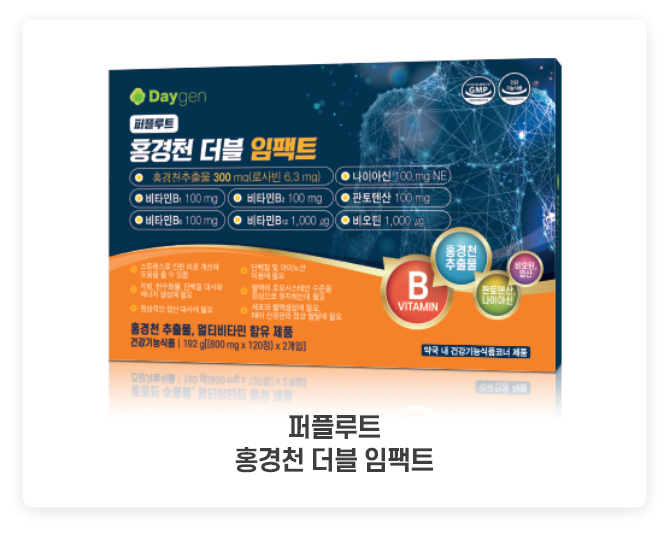 Daygen
GMP
건강
기능식품
퍼플루트
홍경천 더블 임팩트
홍경천추출물 300 mg(로사빈 6.3 mg)
나이아신 100 mg NE
비타민B₁ 100 mg
비타민B₂ 100 mg
판토텐산 100 mg
비타민B₆ 100 mg
비타민B₁₂ 1,000 ㎍
비오틴 1,000 ㎍
스트레스로 인한 피로 개선에
도움을 줄 수 있음
단백질 및 아미노산
이용에 필요
지방, 탄수화물, 단백질 대사와
에너지 생성에 필요
혈액의 호모시스테인 수준을
정상으로 유지하는데 필요
정상적인 엽산 대사에 필요
세포와 혈액생성에 필요,
태아 신경관의 정상 발달에 필요
B
VITAMIN
홍경천
추출물
판토텐산,
나이아신
비오틴,
엽산
홍경천 추출물, 멀티비타민 함유 제품
건강기능식품 | 192 g[(800 mg x 120정) x 2개입]
약국 내 건강기능식품코너 제품
퍼플루트
홍경천 더블 임팩트